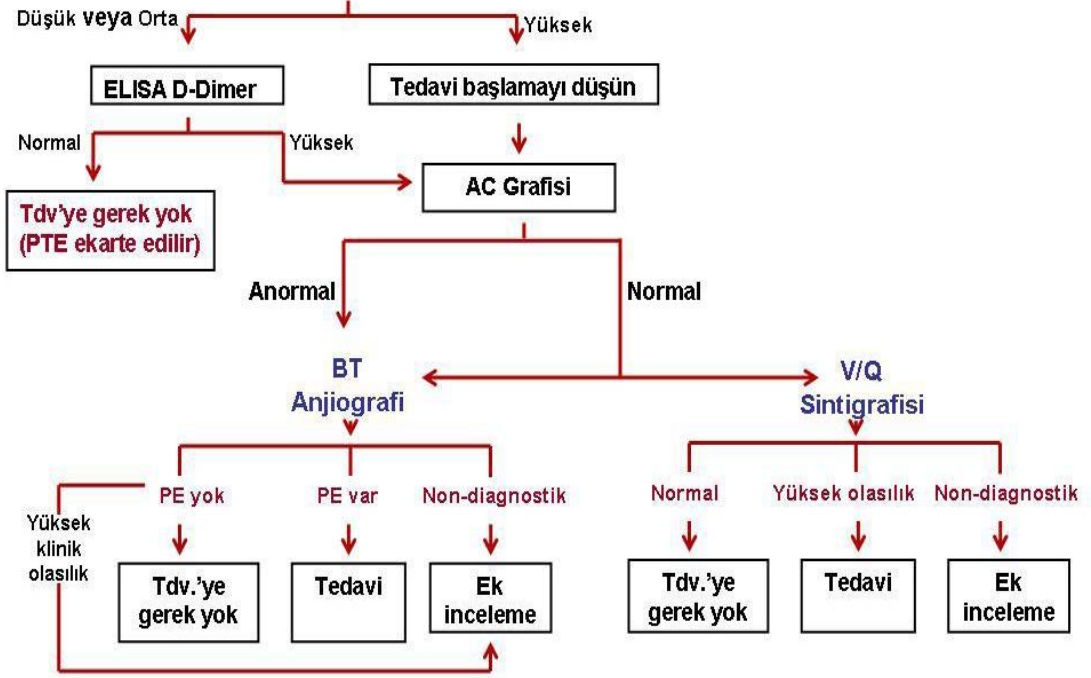 Düşük veya Orta
Yüksek
ELISA D-Dimer
Tedavi başlamayı düşün
Normal
Yüksek
AC Grafisi
Tdv'ye gerek yok
(PTE ekarte edilir)
Anormal
Normal
BT
Anjiografi
V/Q
Sintigrafisi
PE yok
PE var
Non-diagnostik
Normal
Yüksek olasılık
Non-diagnostik
Yüksek
klinik
olasılık
Tdv.'ye
gerek yok
Tedavi
Ek
inceleme
Tdv.'ye
gerek yok
Tedavi
Ek
inceleme